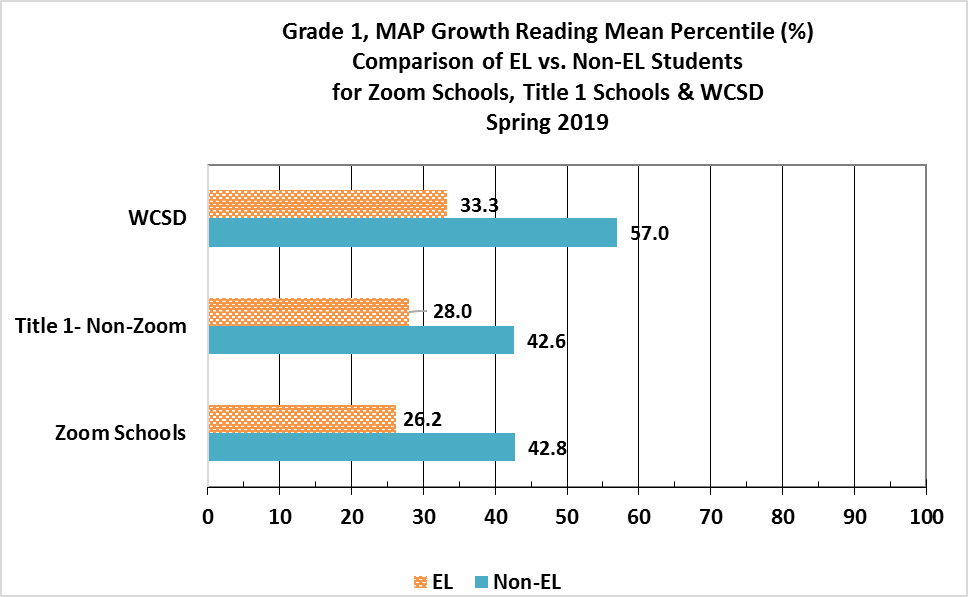 Grade 1, MAP Growth Reading Mean Percentile (%)
Comparison of EL vs. Non-EL Students
for Zoom Schools, Title 1 Schools & WCSD
Spring 2019
WCSD
33.3
57.0
Title 1- Non-Zoom
28.0
42.6
Zoom Schools
26.2
42.8
0 10 20 30 40 50 60 70 80 90 100
EL Non-EL